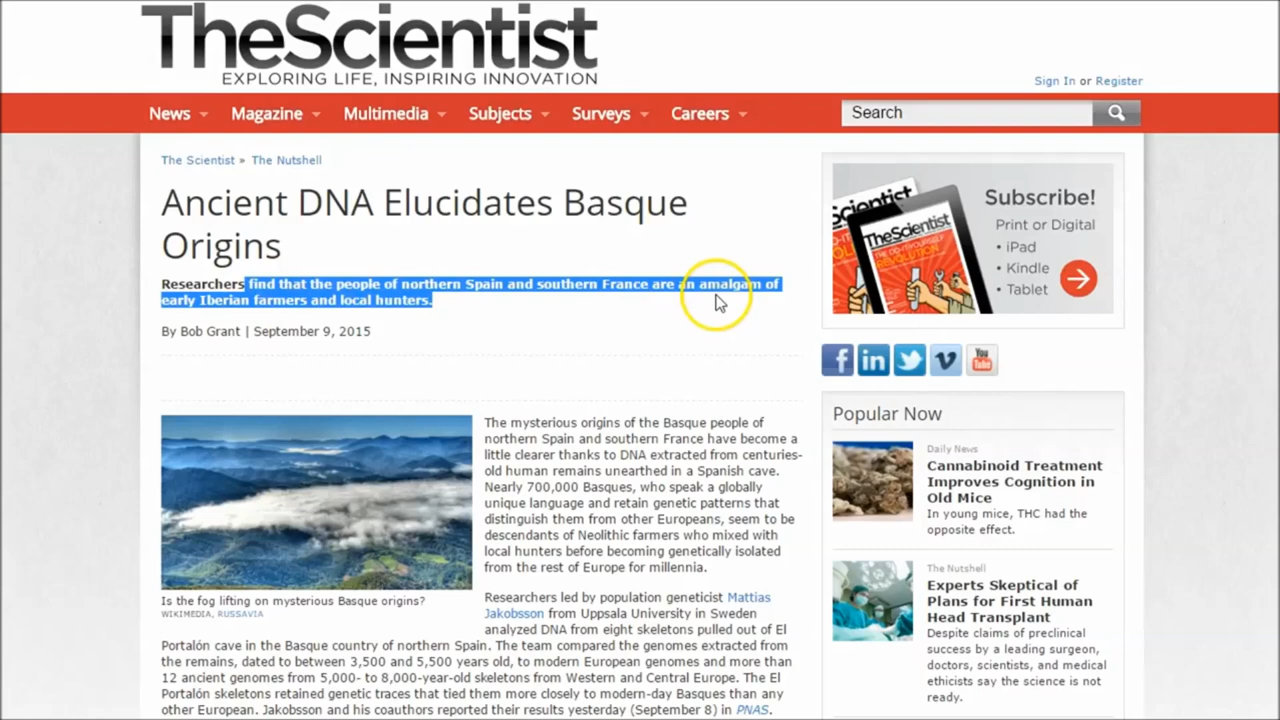 TheScientist
EXPLORING LIFE, INSPIRING INNOVATION
Sign In or Register
News
Magazine
Multimedia
Subjects
Surveys
Careers
Search
The Scientist » The Nutshell
Ancient DNA Elucidates Basque
Origins
Researchers find that the people of northern Spain and southern France are an amalgam of
early Iberian farmers and local hunters.
By Bob Grant | September 9, 2015
The mysterious origins of the Basque people of
northern Spain and southern France have become a
little clearer thanks to DNA extracted from centuries-
old human remains unearthed in a Spanish cave.
Nearly 700,000 Basques, who speak a globally
unique language and retain genetic patterns that
distinguish them from other Europeans, seem to be
descendants of Neolithic farmers who mixed with
local hunters before becoming genetically isolated
from the rest of Europe for millennia.
Is the fog lifting on mysterious Basque origins?
WIKIMEDIA, RUSSAVIA
Researchers led by population geneticist Mattias
Jakobsson from Uppsala University in Sweden
analyzed DNA from eight skeletons pulled out of El
Portalón cave in the Basque country of northern Spain. The team compared the genomes extracted from
the remains, dated to between 3,500 and 5,500 years old, to modern European genomes and more than
12 ancient genomes from 5,000- to 8,000-year-old skeletons from Western and Central Europe. The El
Portalón skeletons retained genetic traces that tied them more closely to modern-day Basques than any
other European. Jakobsson and his coauthors reported their results yesterday (September 8) in PNAS.
Scientist
TheScientist
REVOLUTION
Subscribe!
Print or Digital
• iPad
• Kindle
• Tablet
f
in
v
You
Tube
Popular Now
Daily News
Cannabinoid Treatment
Improves Cognition in
Old Mice
In young mice, THC had the
opposite effect.
The Nutshell
Experts Skeptical of
Plans for First Human
Head Transplant
Despite claims of preclinical
success by a leading surgeon,
doctors, scientists, and medical
ethicists say the science is not
ready.